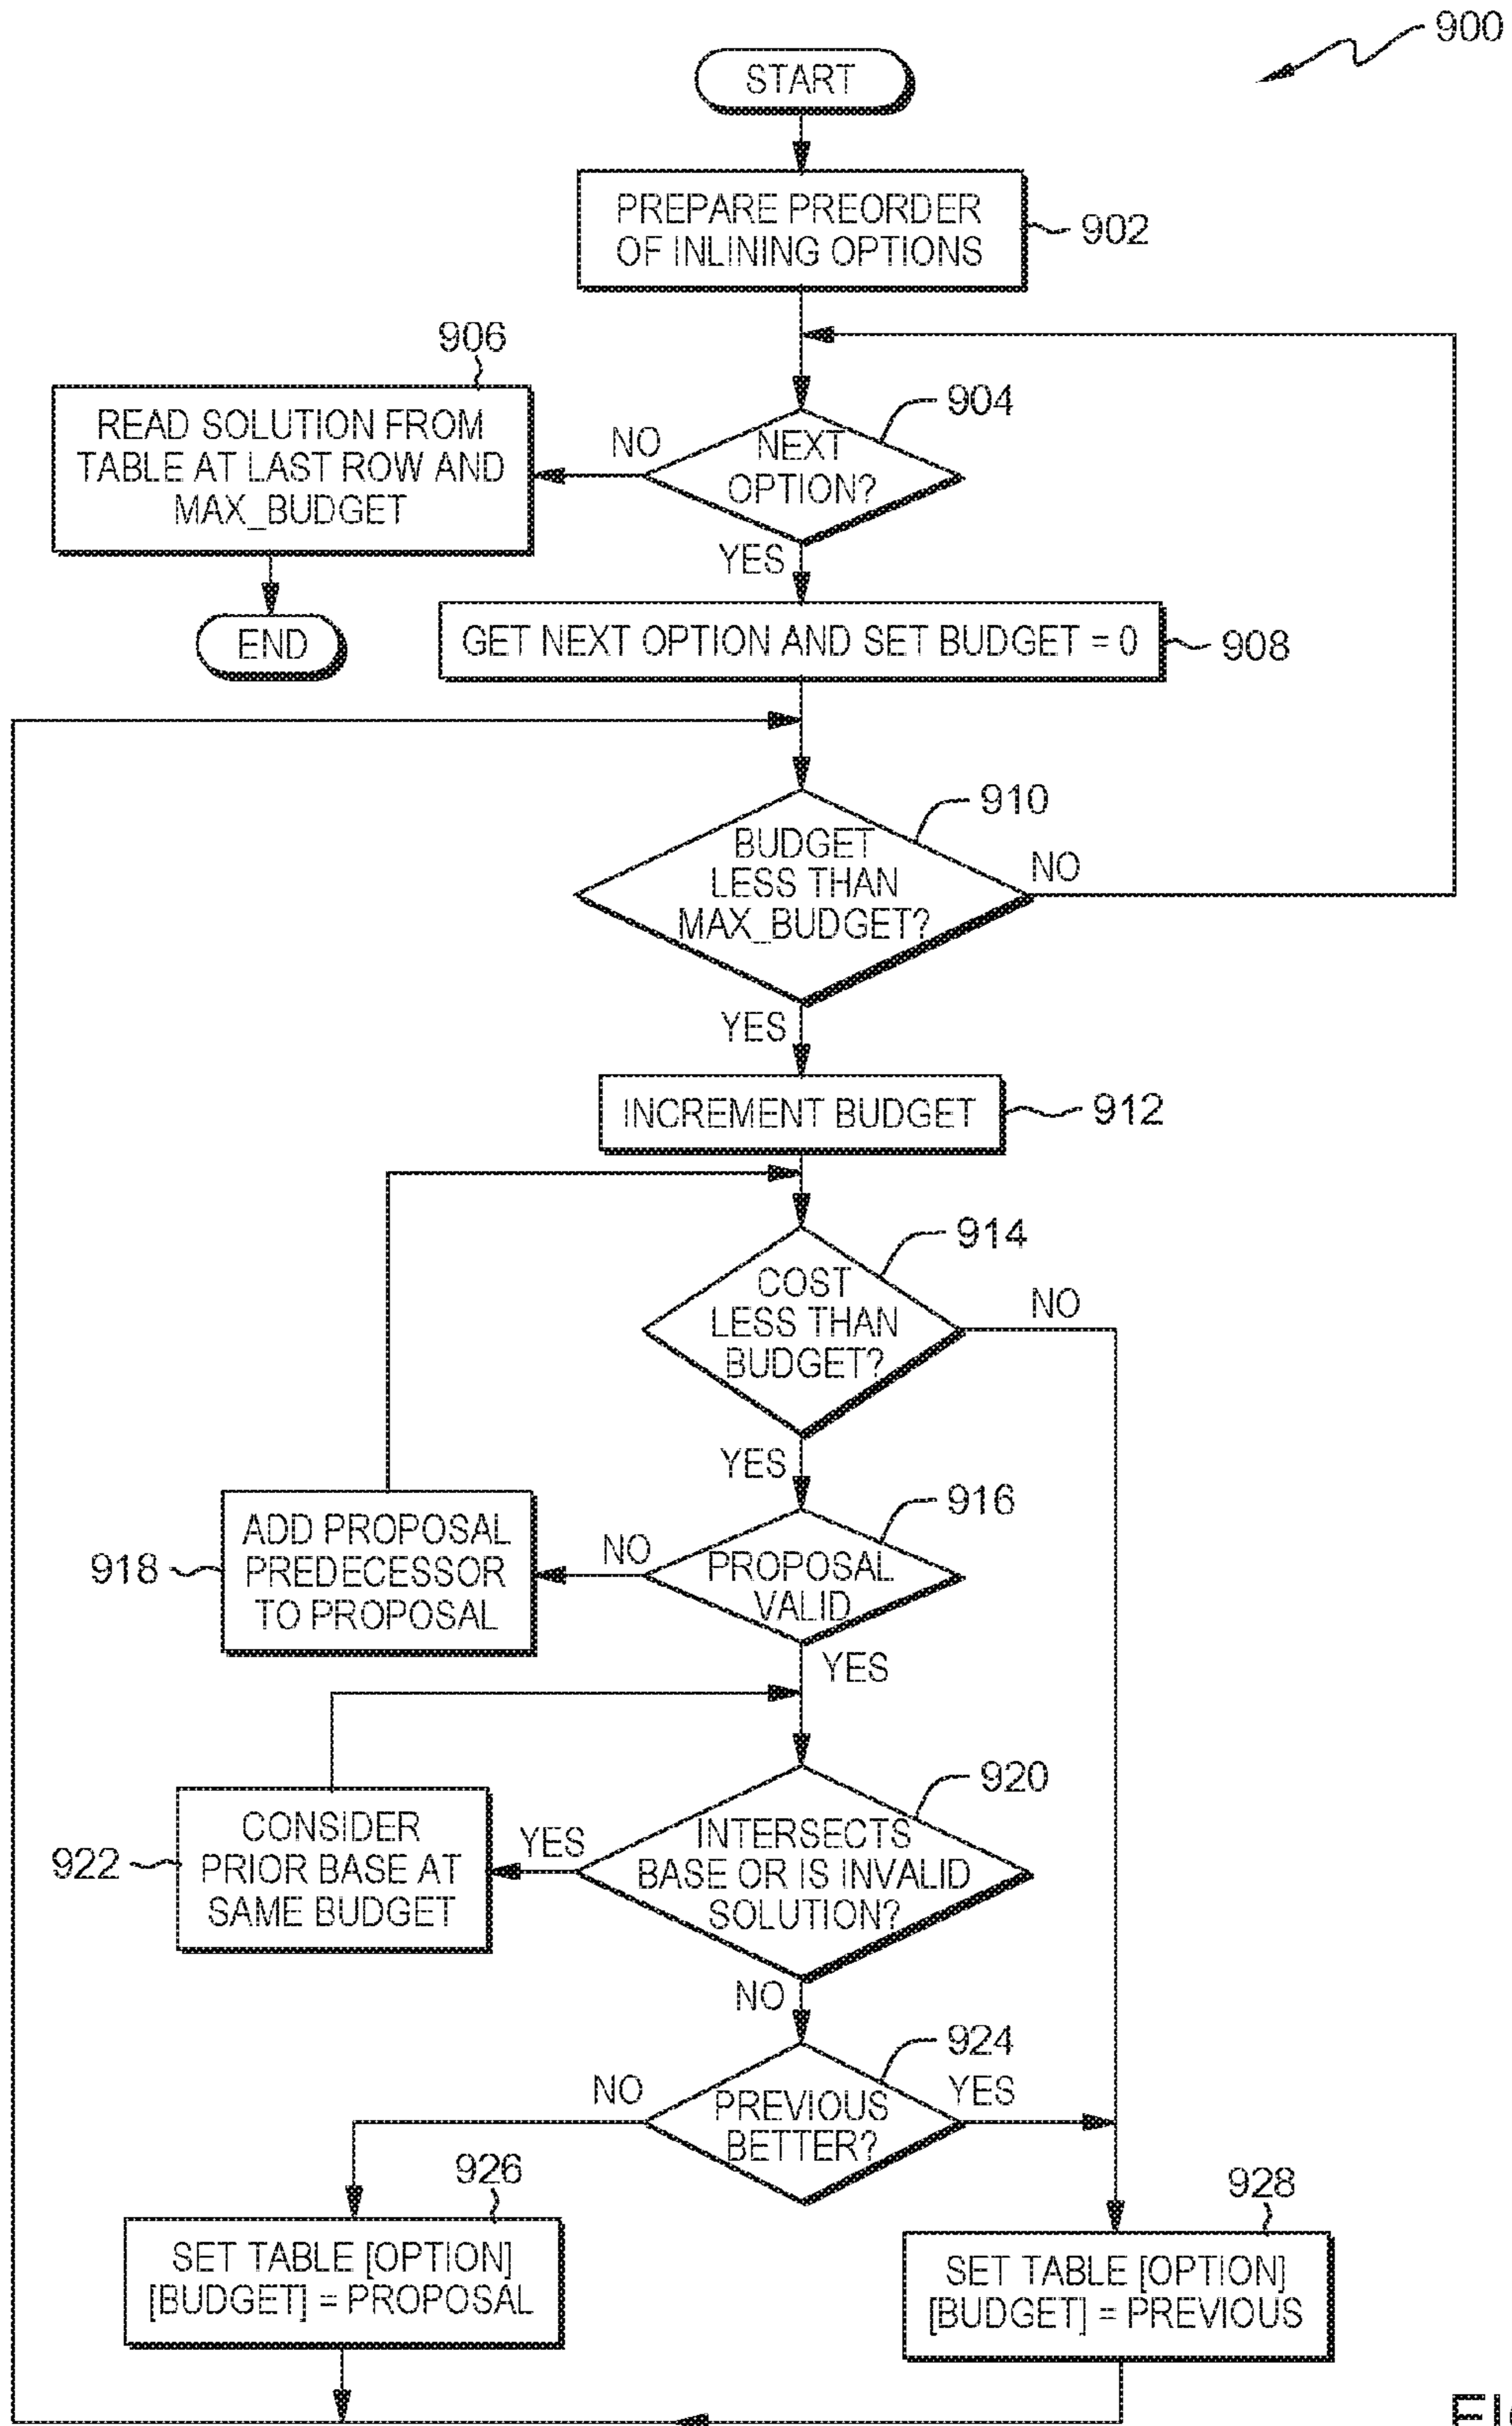 900
START
PREPARE PREORDER
OF INLINING OPTIONS
902
906
READ SOLUTION FROM
TABLE AT LAST ROW AND
MAX_BUDGET
NO
NEXT
OPTION?
904
YES
END
GET NEXT OPTION AND SET BUDGET = 0
908
BUDGET
LESS THAN
MAX_BUDGET?
910
NO
YES
INCREMENT BUDGET
912
COST
LESS THAN
BUDGET?
914
NO
YES
PROPOSAL
VALID
916
NO
918
ADD PROPOSAL
PREDECESSOR
TO PROPOSAL
YES
INTERSECTS
BASE OR IS INVALID
SOLUTION?
920
YES
922
CONSIDER
PRIOR BASE AT
SAME BUDGET
NO
PREVIOUS
BETTER?
924
NO
YES
926
SET TABLE [OPTION]
[BUDGET] = PROPOSAL
928
SET TABLE [OPTION]
[BUDGET] = PREVIOUS